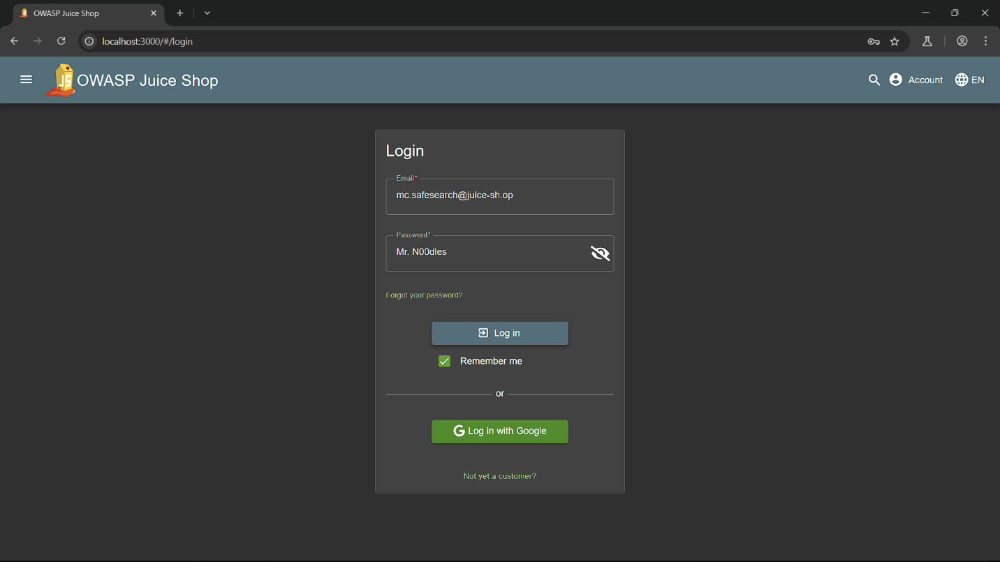 OWASP Juice Shop
localhost:3000/#/login
JS
OWASP Juice Shop
Account
EN
Login
Email*
mc.safesearch@juice-sh.op
Password*
Mr. N00dles
Forgot your password?
Log in
Remember me
or
G Log in with Google
Not yet a customer?